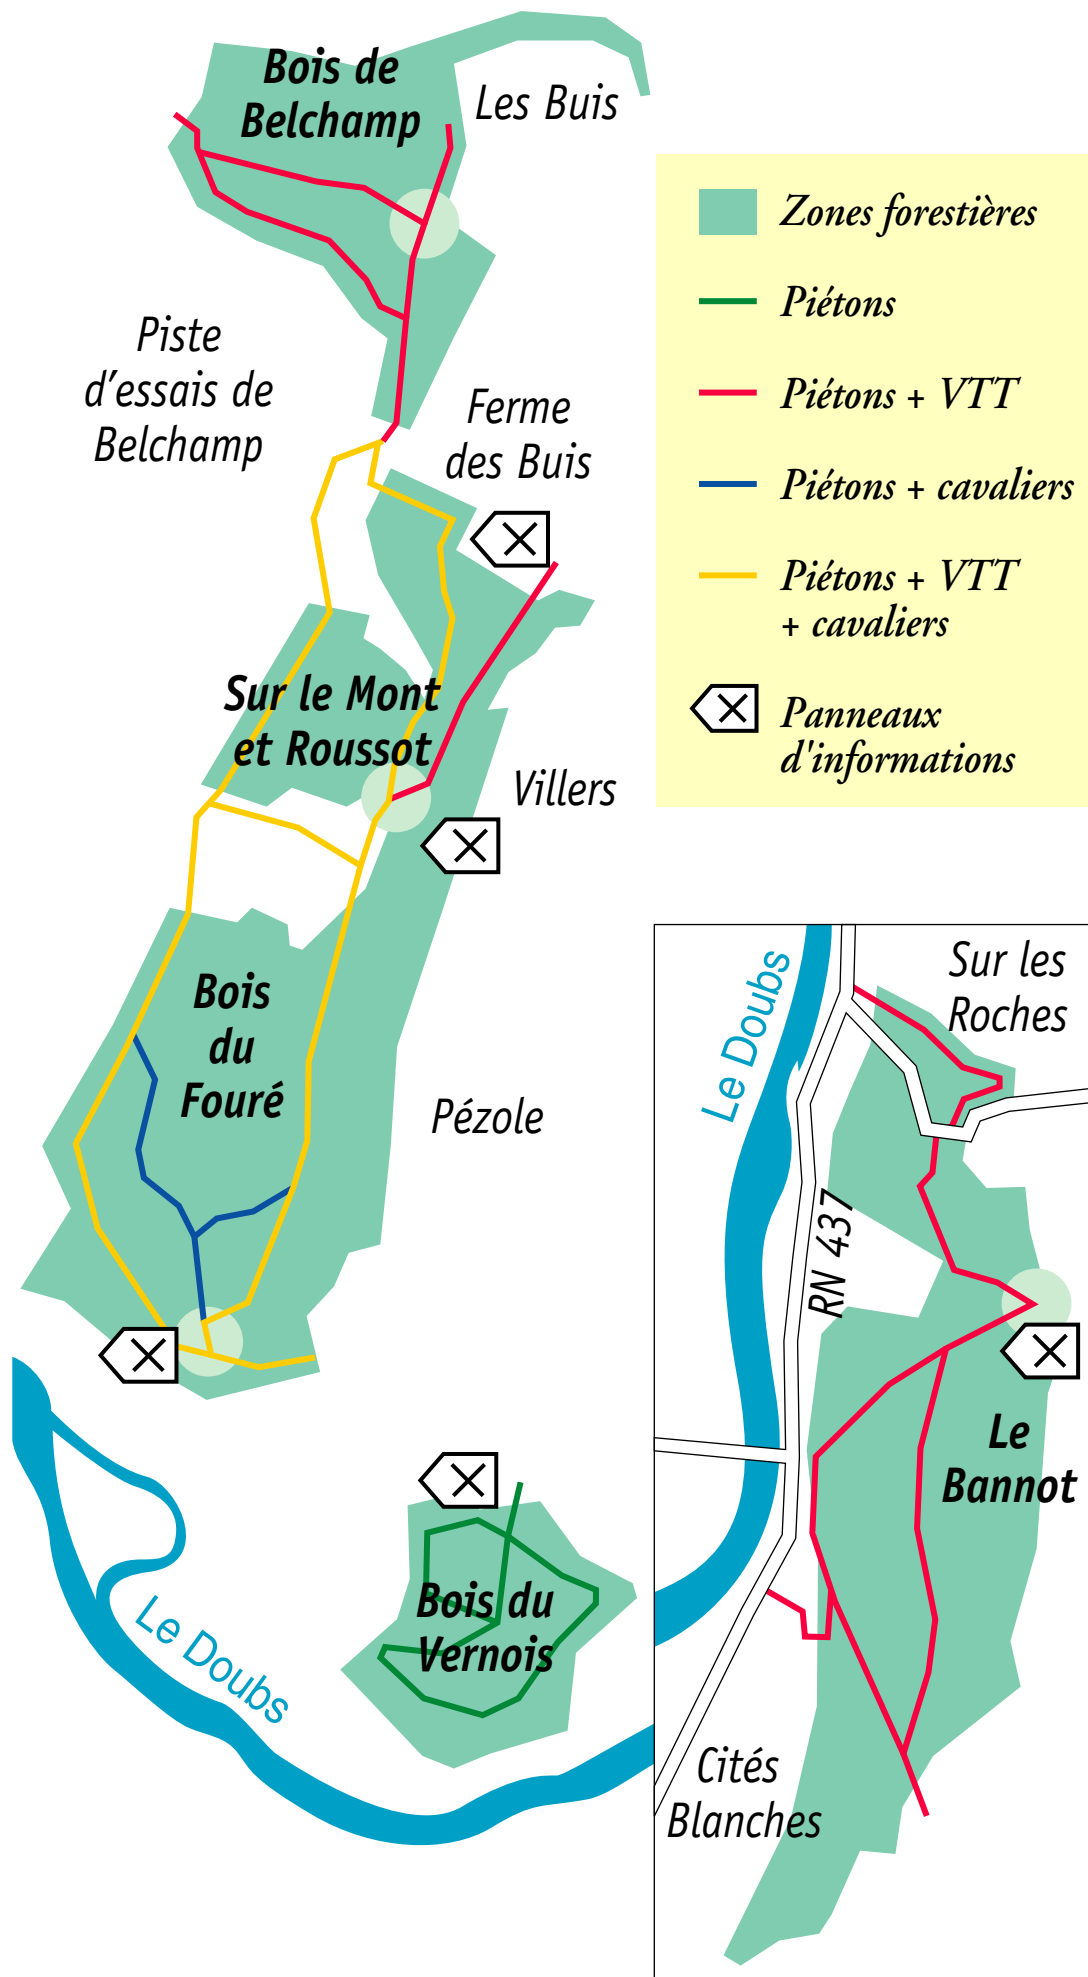 Bois de
Belchamp
Les Buis
Piste
d'essais de
Belchamp
Ferme
des Buis
Sur le Mont
et Roussot
Villers
Bois
du
Fouré
Pézole
Bois du
Vernois
Le Doubs
Zones forestières
Piétons
Piétons + VTT
Piétons + cavaliers
Piétons + VTT
+ cavaliers
Panneaux
d'informations
Le Doubs
Sur les
Roches
RN 437
Le
Bannot
Cités
Blanches